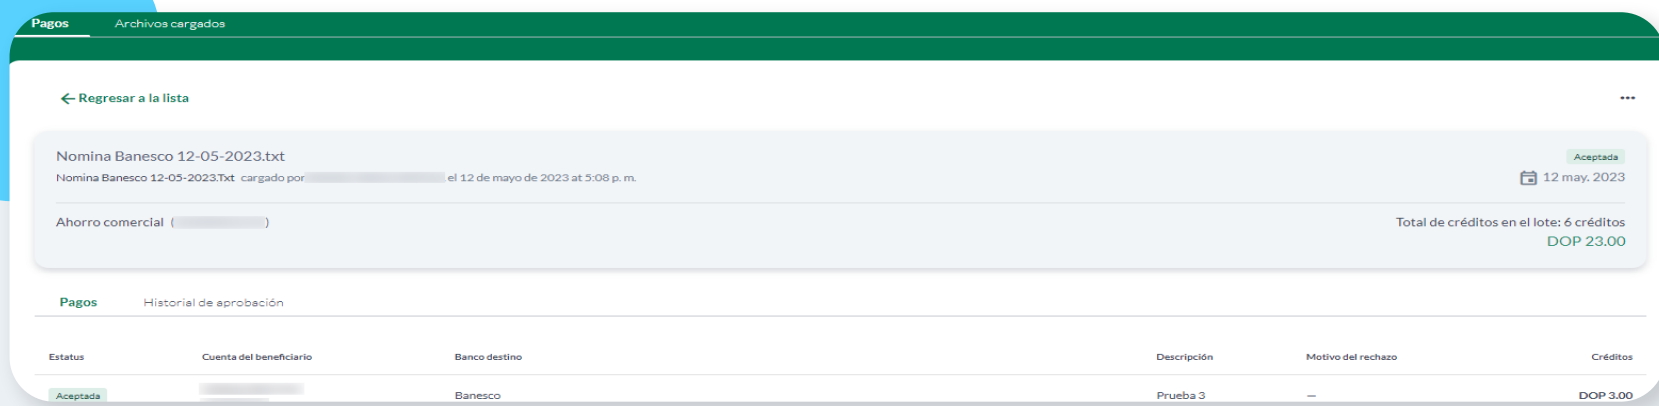 Pagos Archivos cargados
Regresar a la lista
Nomina Banesco 12-05-2023.txt Aceptada
Nomina Banesco 12-05-2023.Txt cargado por el 12 de mayo de 2023 at 5:08 p. m. 12 may. 2023
Ahorro comercial ( ) Total de créditos en el lote: 6 créditos
DOP 23.00
Pagos Historial de aprobación
Estatus Cuenta del beneficiario Banco destino Descripción Motivo del rechazo Créditos
Aceptada Banesco Prueba 3 — DOP 3.00